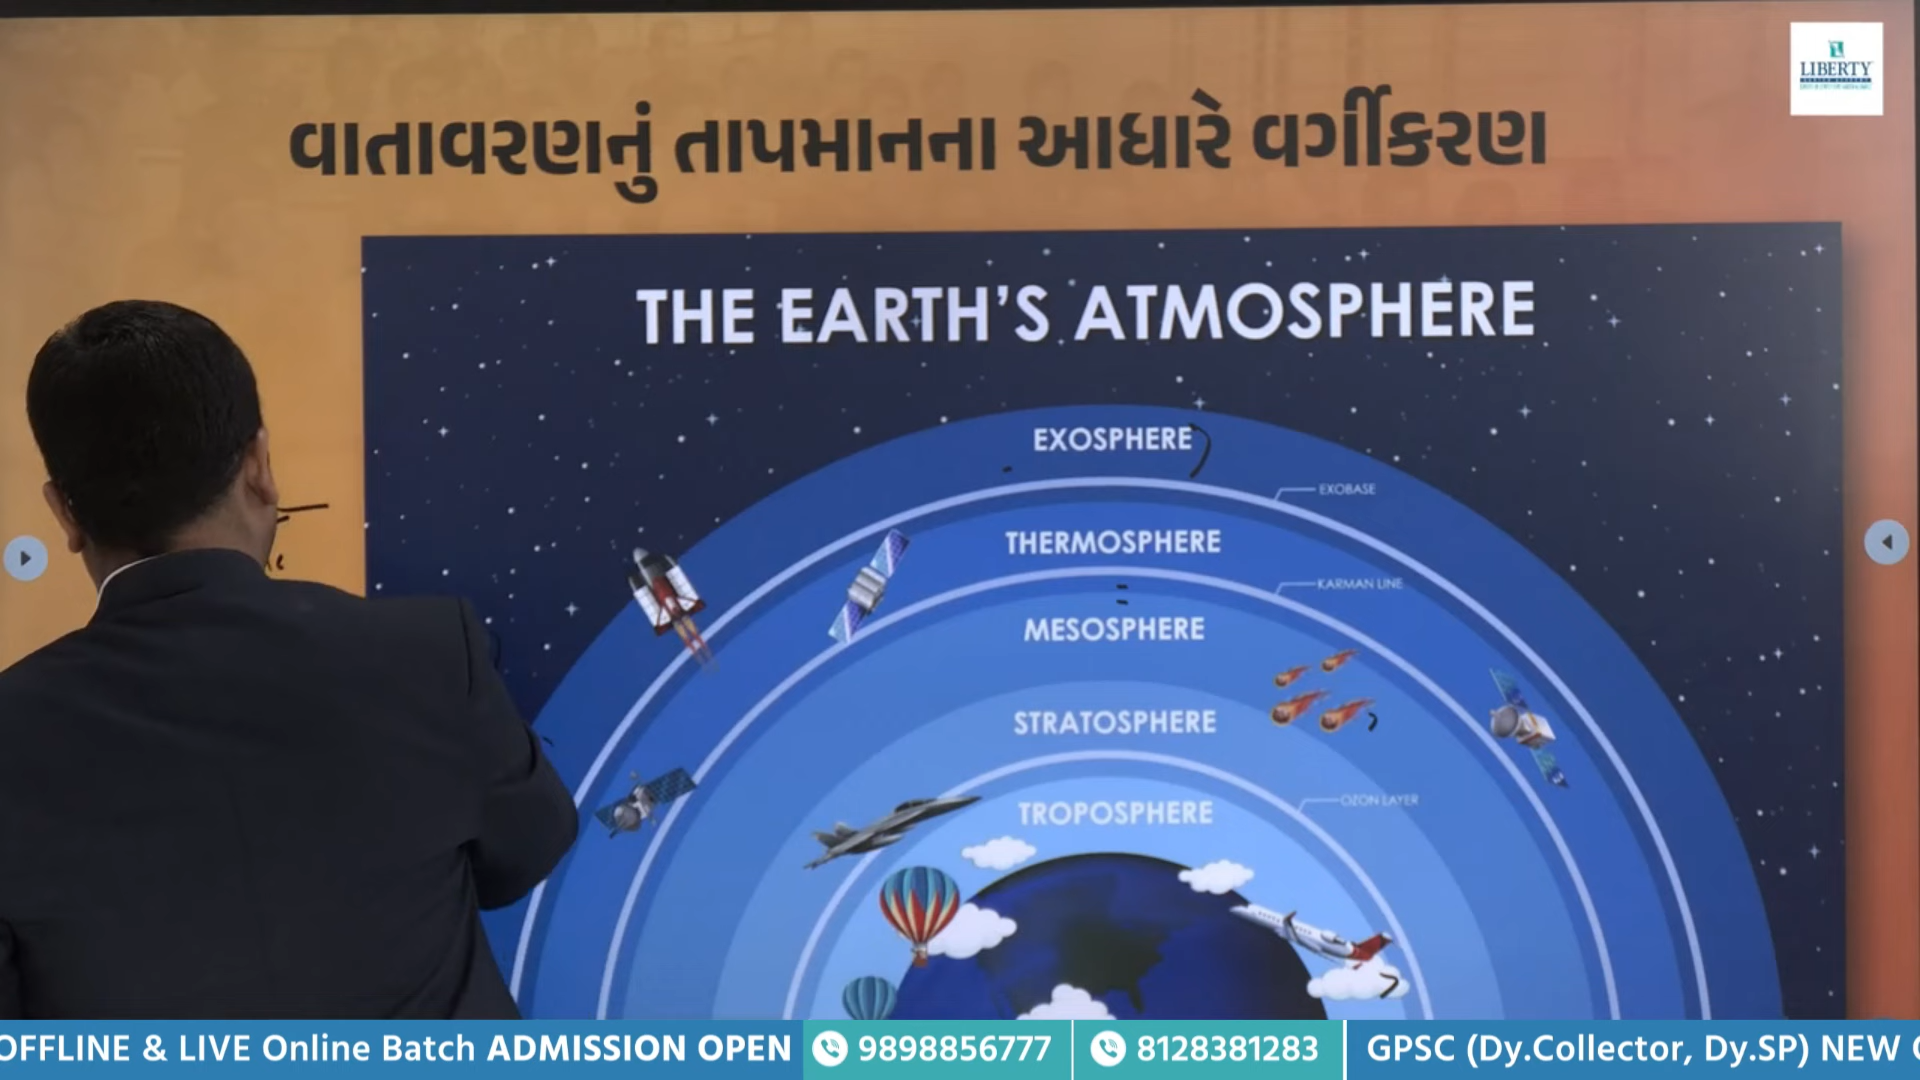 LIBERTY
વાતાવરણનું તાપમાનના આધારે વર્ગીકરણ
THE EARTH'S ATMOSPHERE
EXOSPHERE
EXOBASE
THERMOSPHERE
KARMAN LINE
MESOSPHERE
STRATOSPHERE
OZON LAYER
TROPOSPHERE
OFFLINE & LIVE Online Batch ADMISSION OPEN 9898856777 8128381283 GPSC (Dy.Collector, Dy.SP) NEW